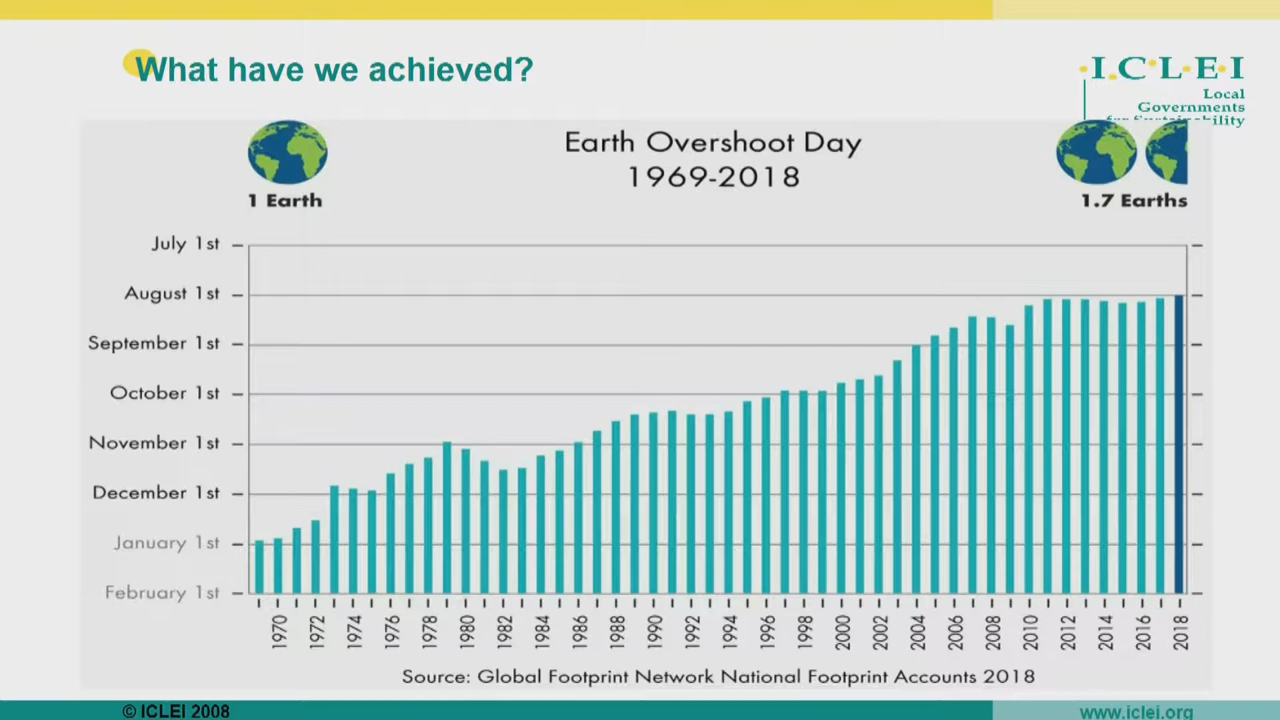 What have we achieved?
I.C.L.E.I
Local
Governments
for Sustainability
Earth Overshoot Day
1969-2018
1 Earth
1.7 Earths
July 1st
August 1st
September 1st
October 1st
November 1st
December 1st
January 1st
February 1st
1970 1972 1974 1976 1978 1980 1982 1984 1986 1988 1990 1992 1994 1996 1998 2000 2002 2004 2006 2008 2010 2012 2014 2016 2018
Source: Global Footprint Network National Footprint Accounts 2018
© ICLEI 2008
www.iclei.org